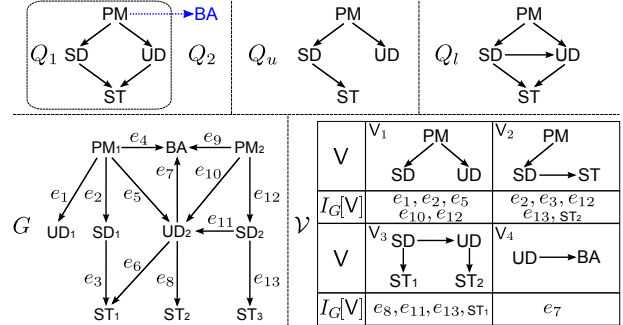 PM BA
Q1 SD UD Q2
ST
PM
Qu SD UD
ST
PM
Ql SD UD
ST
PM1 e4 BA e9 PM2
e7 e10
e1 e2 e5 e12
G UD1 SD1 UD2 e11 SD2
e3 e6 e8 e13
ST1 ST2 ST3
𝒱
V V1 PM SD UD V2 PM SD ST
IG[V] e1, e2, e5 e10, e12 e2, e3, e12 e13, ST2
V V3 SD UD ST1 ST2 V4 UD BA
IG[V] e8, e11, e13, ST1 e7